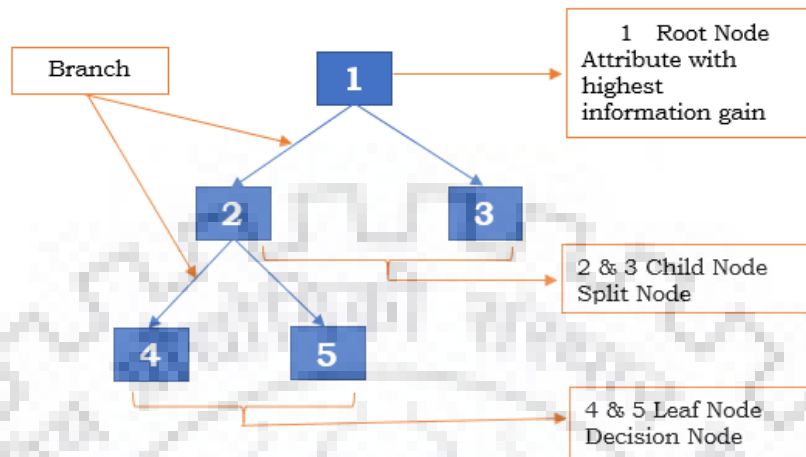 1 Root Node
Attribute with
highest
information gain
Branch
1
2
3
2 & 3 Child Node
Split Node
4
5
4 & 5 Leaf Node
Decision Node